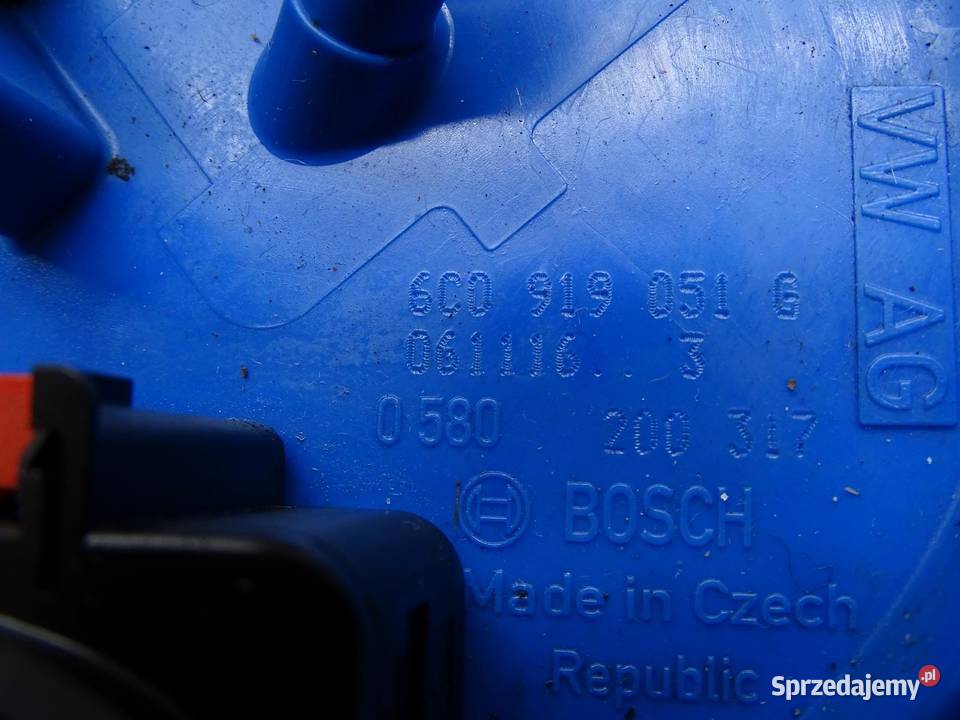 VW AG
6C0 919 051 G
061116.. 3
0 580 200 317
BOSCH
Made in Czech
Republic
Sprzedajemy.pl